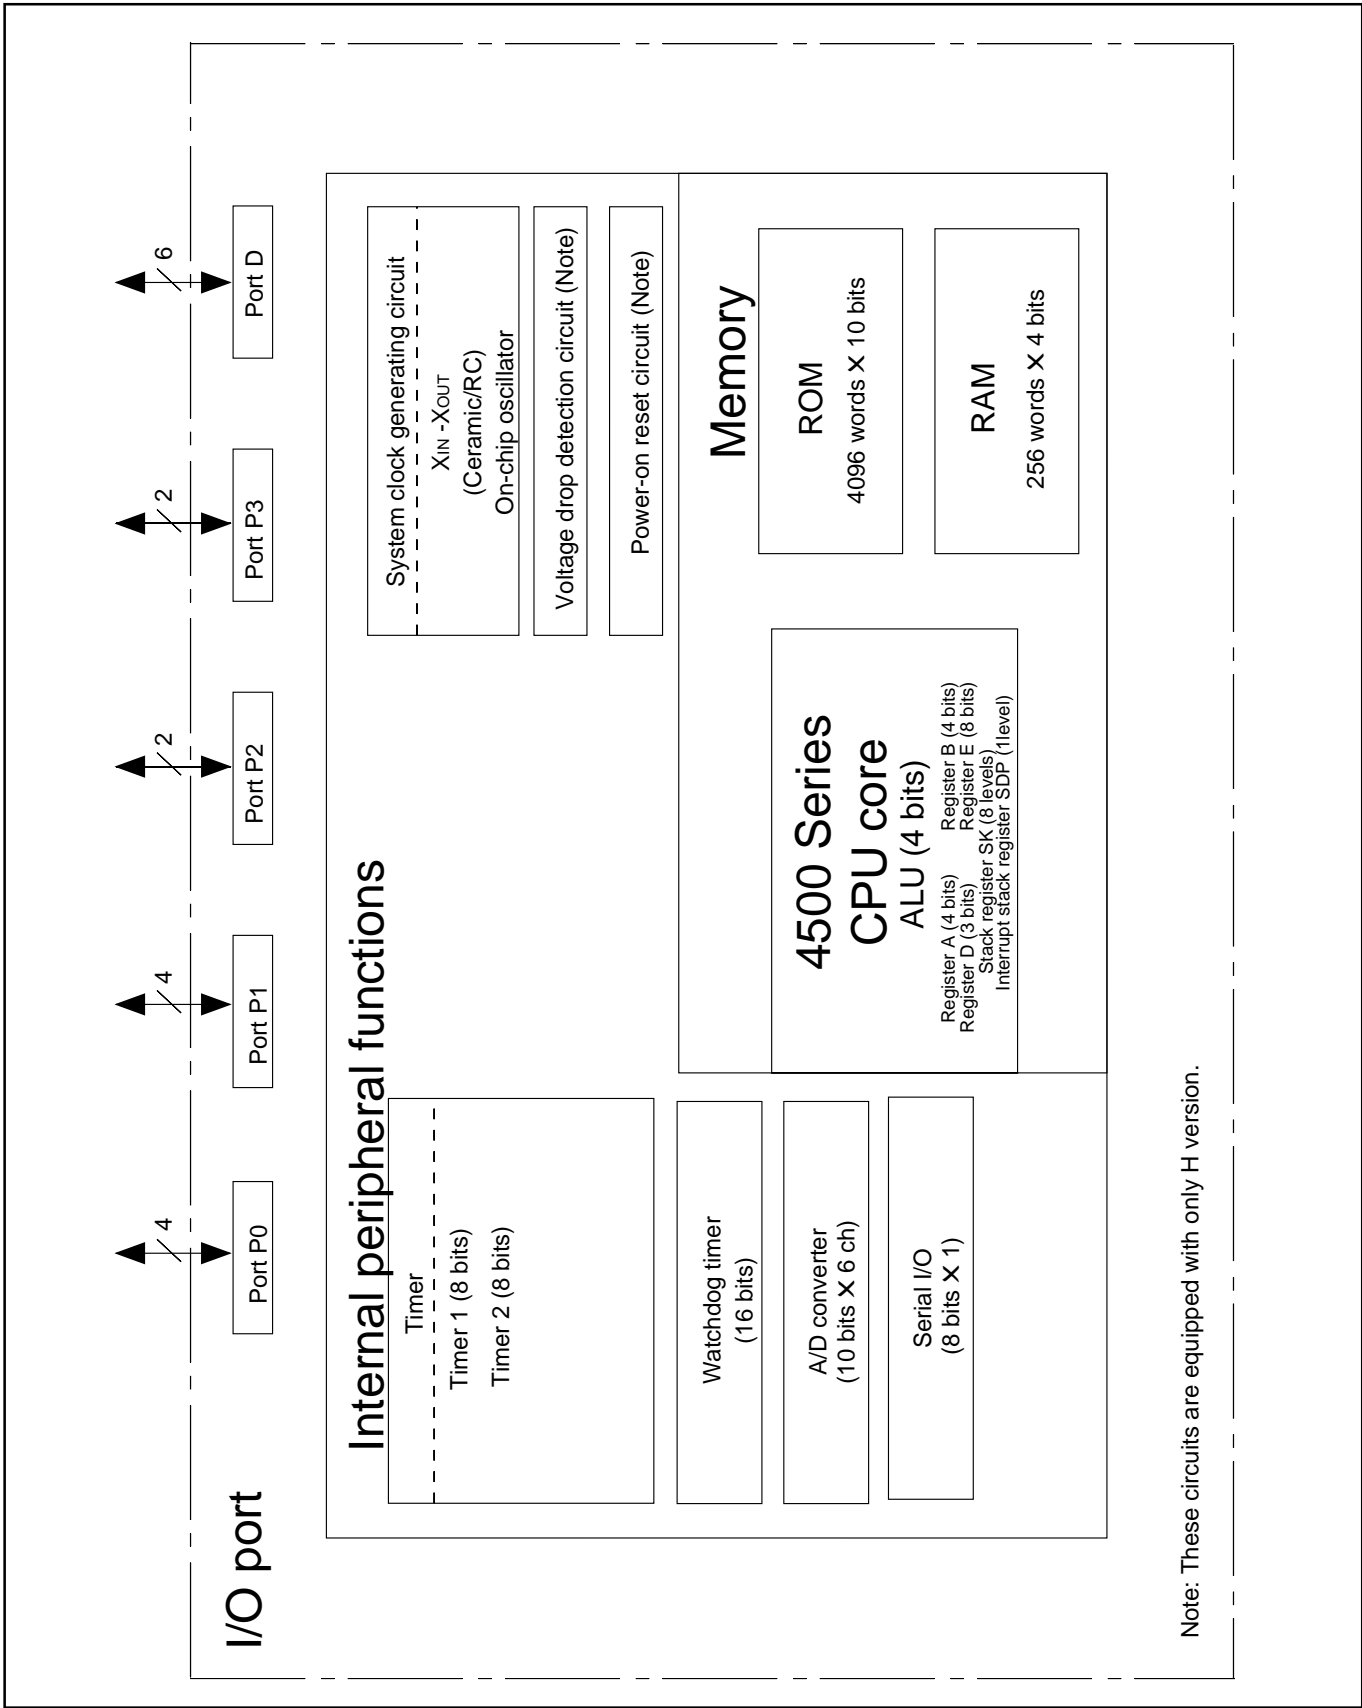 4
4
2
2
6
Port P0
Port P1
Port P2
Port P3
Port D
I/O port
Internal peripheral functions
Timer
Timer 1 (8 bits)
Timer 2 (8 bits)
Watchdog timer
(16 bits)
A/D converter
(10 bits ✕ 6 ch)
Serial I/O
(8 bits ✕ 1)
System clock generating circuit
XIN -XOUT
(Ceramic/RC)
On-chip oscillator
Voltage drop detection circuit (Note)
Power-on reset circuit (Note)
4500 Series
CPU core
ALU (4 bits)
Register A (4 bits) Register B (4 bits)
Register D (3 bits) Register E (8 bits)
Stack register SK (8 levels)
Interrupt stack register SDP (1level)
Memory
ROM
4096 words ✕ 10 bits
RAM
256 words ✕ 4 bits
Note: These circuits are equipped with only H version.